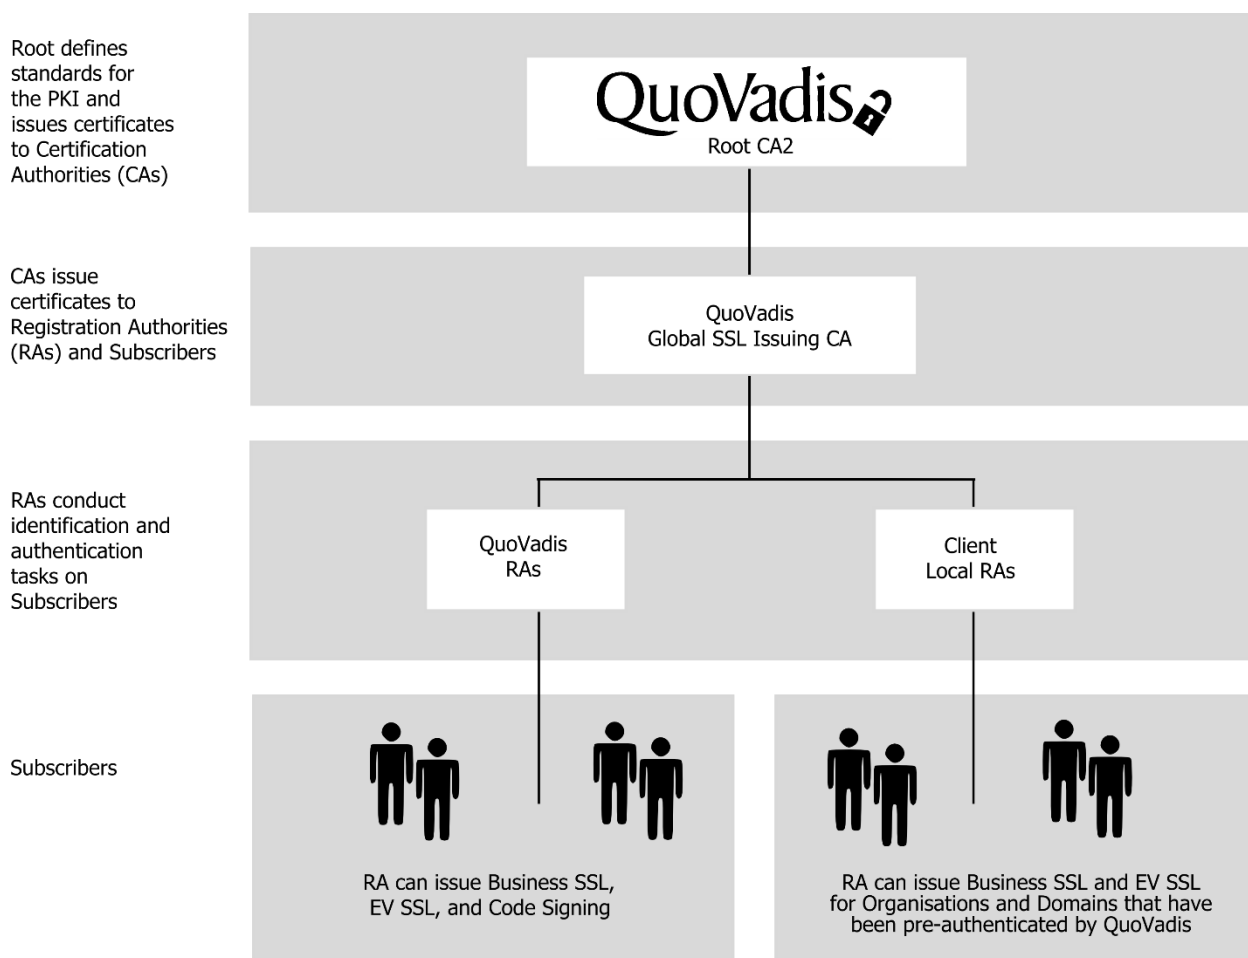 Root defines
standards for
the PKI and
issues certificates
to Certification
Authorities (CAs)
QuoVadis
Root CA2
CAs issue
certificates to
Registration Authorities
(RAs) and Subscribers
QuoVadis
Global SSL Issuing CA
RAs conduct
identification and
authentication
tasks on
Subscribers
QuoVadis
RAs
Client
Local RAs
Subscribers
RA can issue Business SSL,
EV SSL, and Code Signing
RA can issue Business SSL and EV SSL
for Organisations and Domains that have
been pre-authenticated by QuoVadis